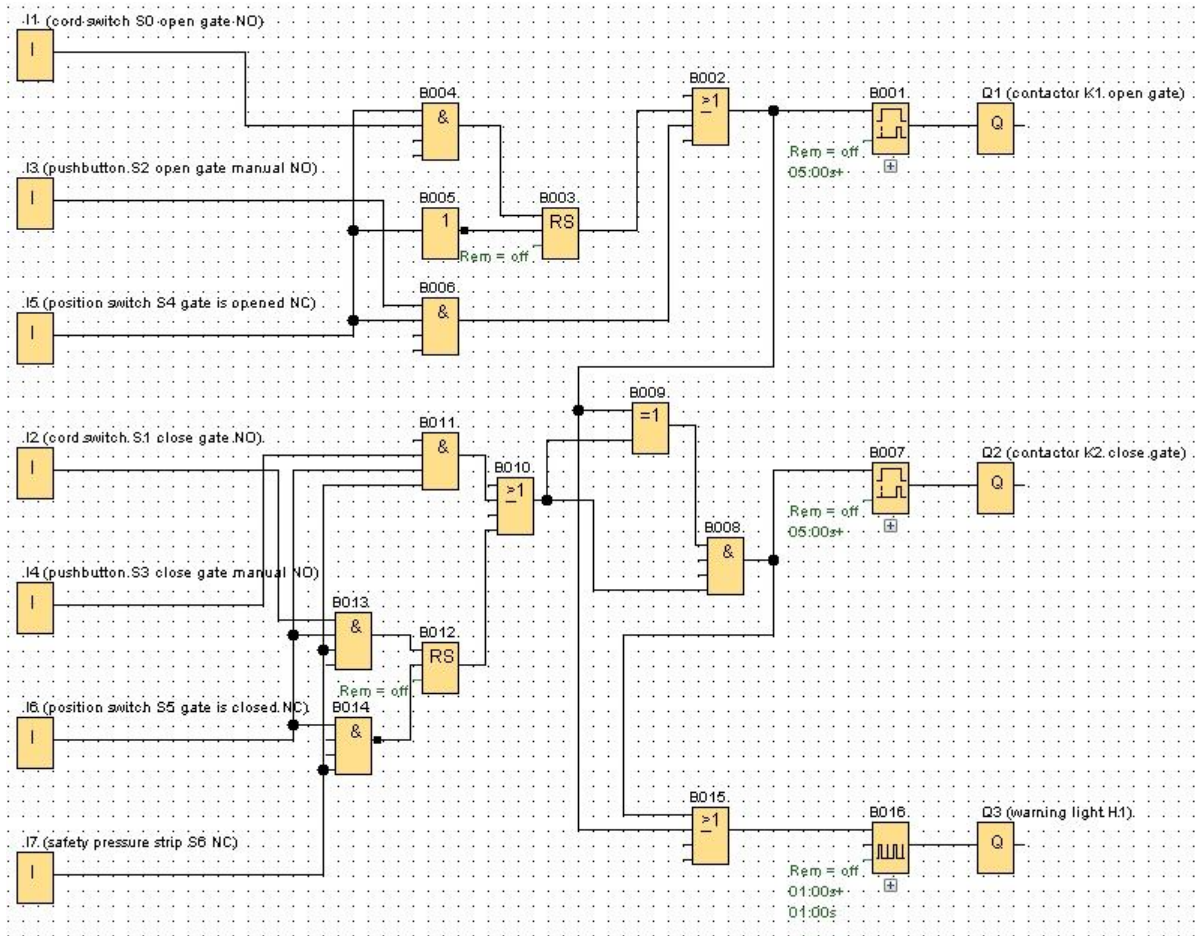 I1 (cord switch S0 open gate NO)
I
B002
B004
B001
Q1 (contactor K1 open gate)
≥1
&
Q
Rem = off
05:00s+
I3 (pushbutton S2 open gate manual NO)
I
B005
B003
1
RS
Rem = off
I5 (position switch S4 gate is opened NC)
I
B006
&
B009
=1
I2 (cord switch S1 close gate NO)
I
B011
&
B010
≥1
B007
Q2 (contactor K2 close gate)
Q
Rem = off
05:00s+
B008
&
I4 (pushbutton S3 close gate manual NO)
I
B013
&
B012
RS
Rem = off
I6 (position switch S5 gate is closed NC)
I
B014
&
B015
≥1
B016
Q3 (warning light H1)
Q
Rem = off
01:00s+
01:00s
I7 (safety pressure strip S6 NC)
I